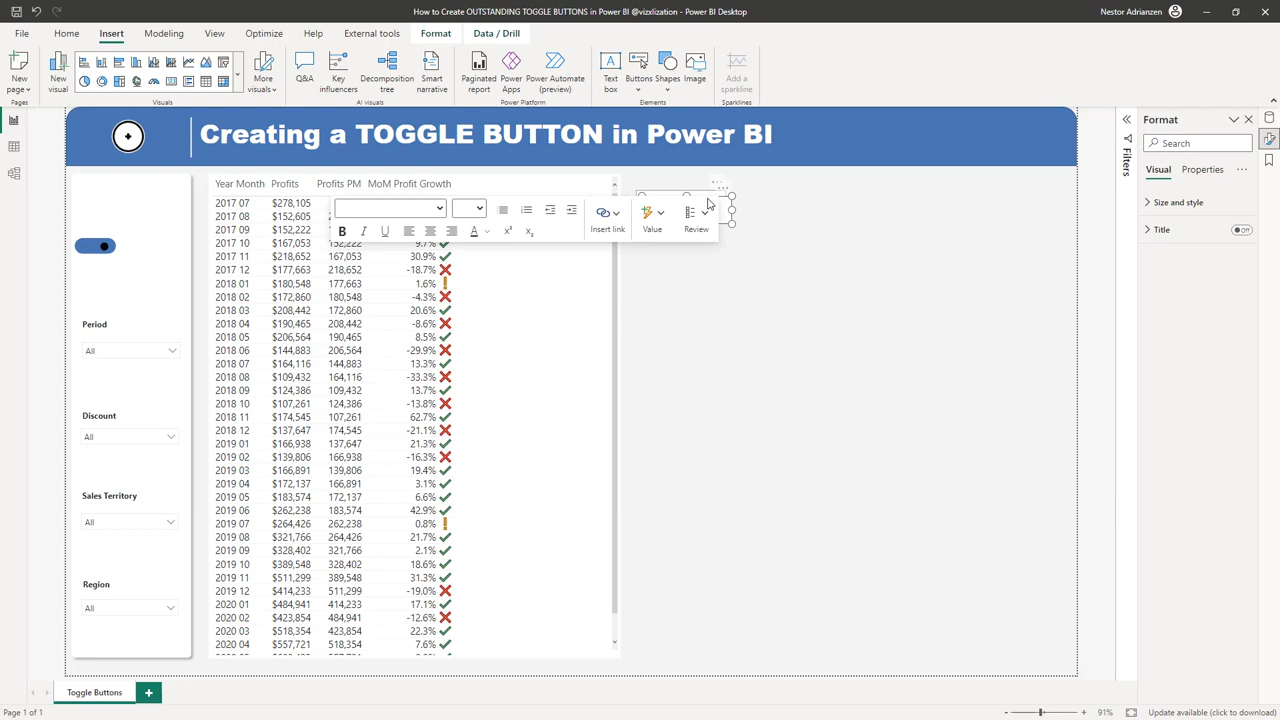 How to Create OUTSTANDING TOGGLE BUTTONS in Power BI @vizxlization - Power BI Desktop
Nestor Adrianzen
File Home Insert Modeling View Optimize Help External tools Format Data / Drill
New page
New visual
More visuals
Q&A
Key influencers
Decomposition tree
Smart narrative
Paginated report
Power Apps
Power Automate (preview)
Text box
Buttons
Shapes
Image
Add a sparkline
Pages
Visuals
AI visuals
Power Platform
Elements
Sparklines
Creating a TOGGLE BUTTON in Power BI
Period
All
Discount
All
Sales Territory
All
Region
All
Year Month Profits Profits PM MoM Profit Growth
2017 07 $278,105
2017 08 $152,605
2017 09 $152,222
2017 10 $167,053 152,222 9.7%
2017 11 $218,652 167,053 30.9%
2017 12 $177,663 218,652 -18.7%
2018 01 $180,548 177,663 1.6%
2018 02 $172,860 180,548 -4.3%
2018 03 $208,442 172,860 20.6%
2018 04 $190,465 208,442 -8.6%
2018 05 $206,564 190,465 8.5%
2018 06 $144,883 206,564 -29.9%
2018 07 $164,116 144,883 13.3%
2018 08 $109,432 164,116 -33.3%
2018 09 $124,386 109,432 13.7%
2018 10 $107,261 124,386 -13.8%
2018 11 $174,545 107,261 62.7%
2018 12 $137,647 174,545 -21.1%
2019 01 $166,938 137,647 21.3%
2019 02 $139,806 166,938 -16.3%
2019 03 $166,891 139,806 19.4%
2019 04 $172,137 166,891 3.1%
2019 05 $183,574 172,137 6.6%
2019 06 $262,238 183,574 42.9%
2019 07 $264,426 262,238 0.8%
2019 08 $321,766 264,426 21.7%
2019 09 $328,402 321,766 2.1%
2019 10 $389,548 328,402 18.6%
2019 11 $511,299 389,548 31.3%
2019 12 $414,233 511,299 -19.0%
2020 01 $484,941 414,233 17.1%
2020 02 $423,854 484,941 -12.6%
2020 03 $518,354 423,854 22.3%
2020 04 $557,721 518,354 7.6%
B I U A x² x₂
Insert link
Value
Review
Filters
Format
Search
Visual Properties
Size and style
Title
Off
Toggle Buttons
Page 1 of 1
91%
Update available (click to download)